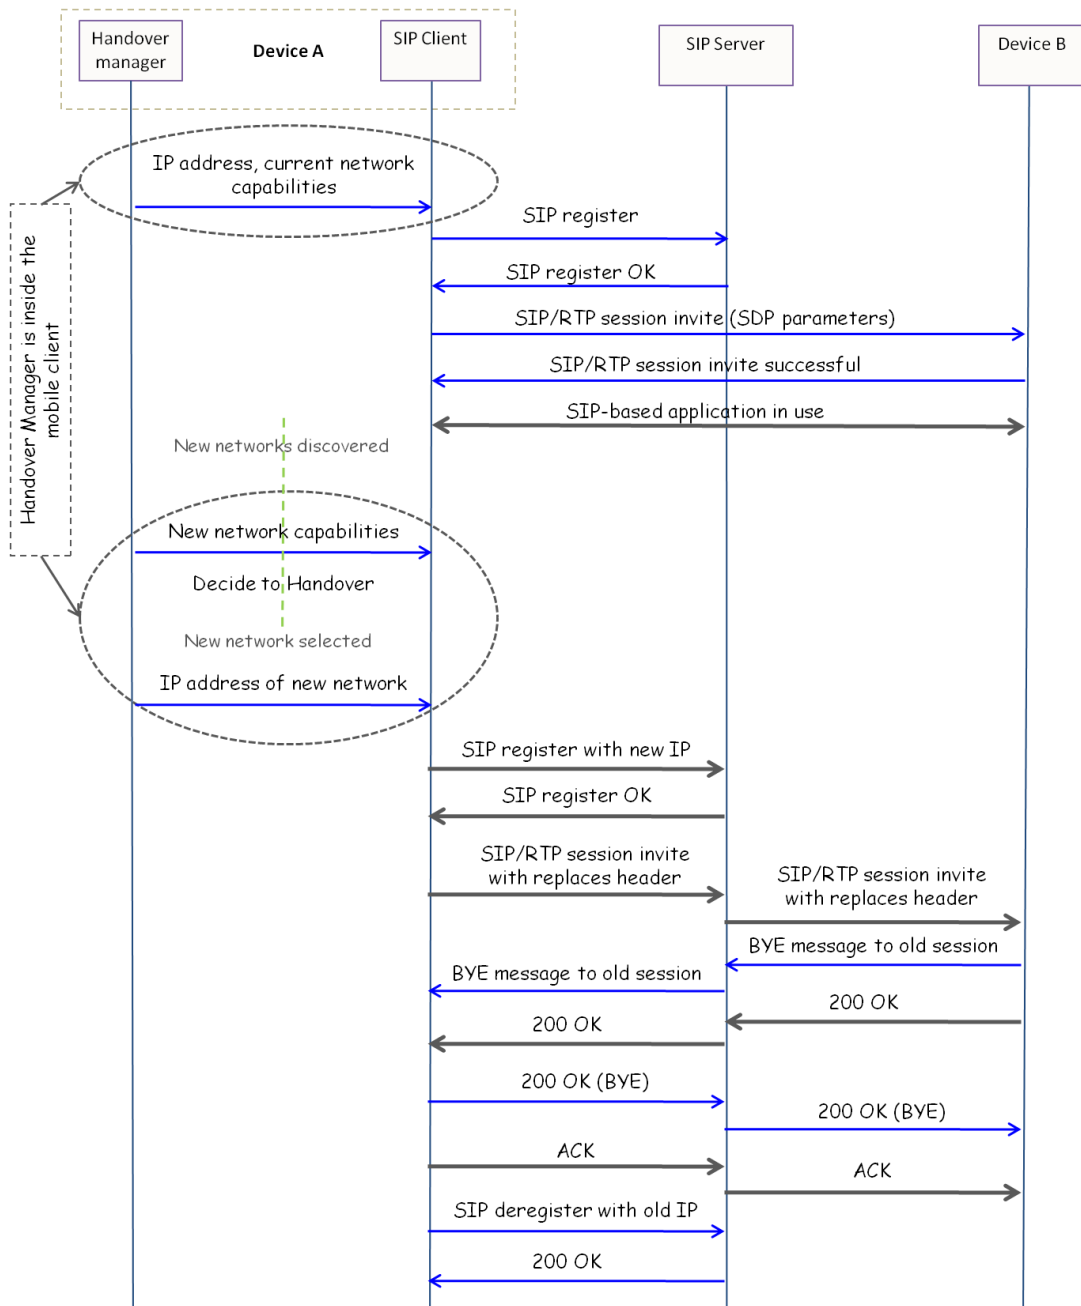 Handover
manager
Device A
SIP Client
SIP Server
Device B
IP address, current network
capabilities
SIP register
SIP register OK
SIP/RTP session invite (SDP parameters)
SIP/RTP session invite successful
SIP-based application in use
Handover Manager is inside the
mobile client
New networks discovered
New network capabilities
Decide to Handover
New network selected
IP address of new network
SIP register with new IP
SIP register OK
SIP/RTP session invite
with replaces header
SIP/RTP session invite
with replaces header
BYE message to old session
BYE message to old session
200 OK
200 OK
200 OK (BYE)
200 OK (BYE)
ACK
ACK
SIP deregister with old IP
200 OK